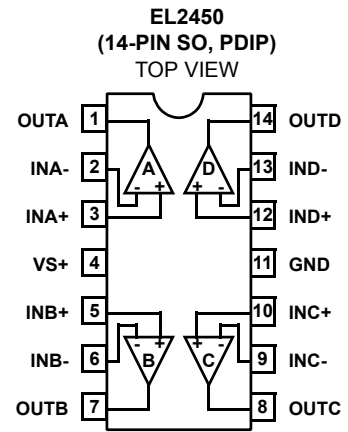 EL2450
(14-PIN SO, PDIP)
TOP VIEW
OUTA 1 14 OUTD
INA- 2 A D 13 IND-
- + + -
INA+ 3 12 IND+
VS+ 4 11 GND
INB+ 5 10 INC+
- + + -
INB- 6 B C 9 INC-
OUTB 7 8 OUTC